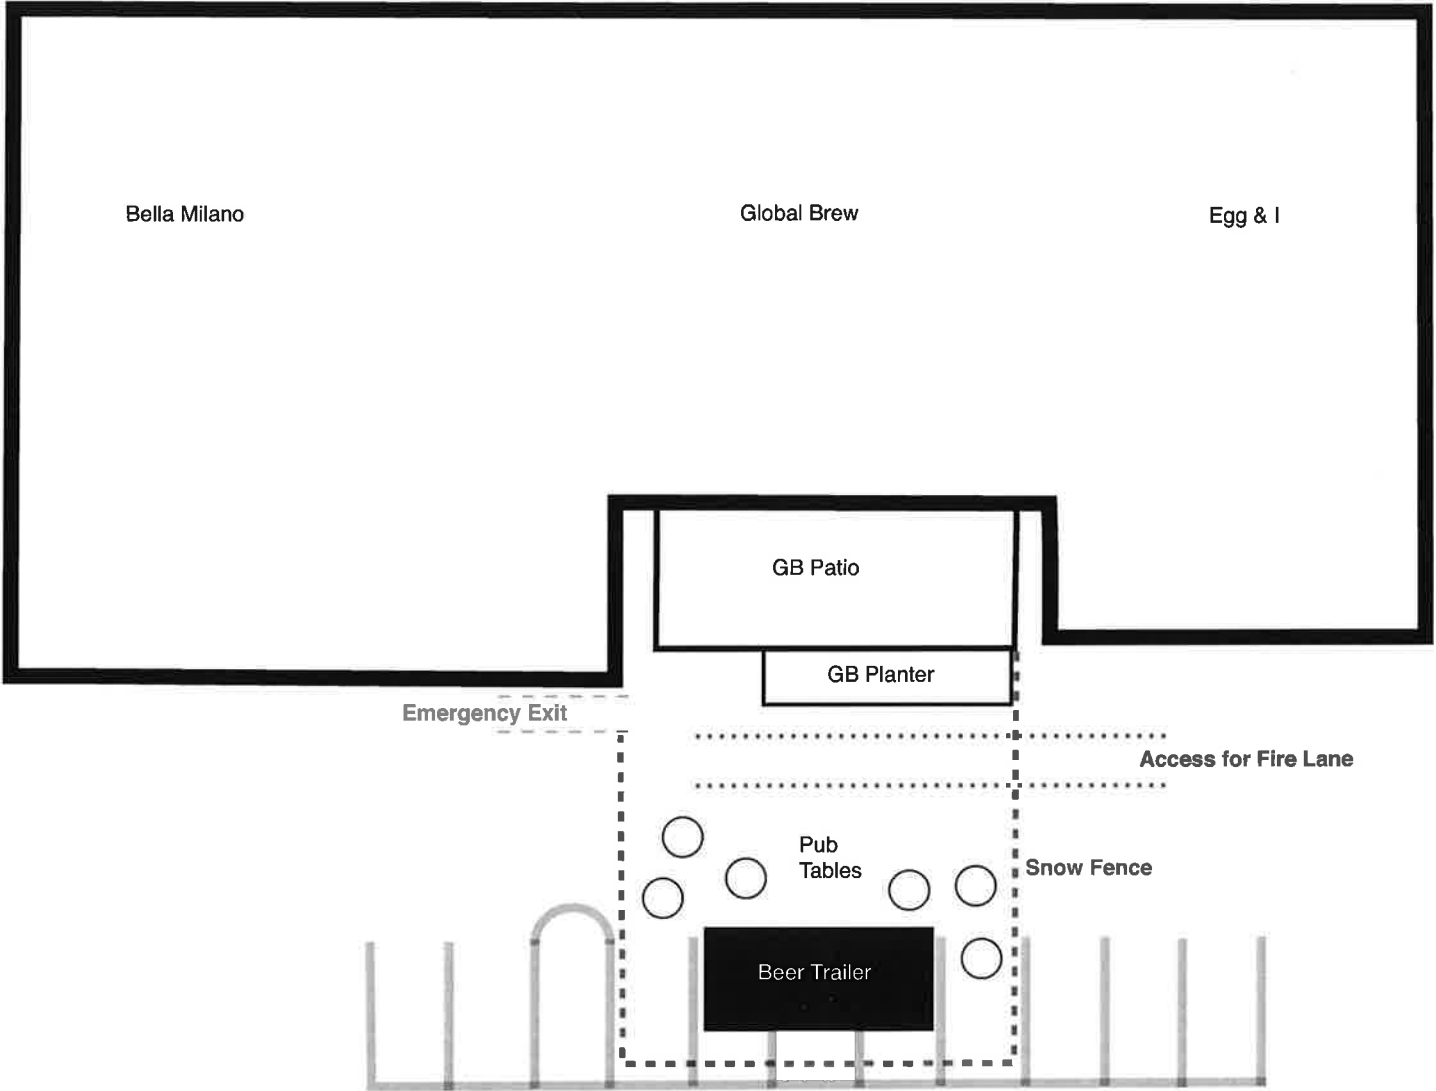 Bella Milano
Global Brew
Egg & I
GB Patio
GB Planter
Emergency Exit
Access for Fire Lane
Pub
Tables
Snow Fence
Beer Trailer